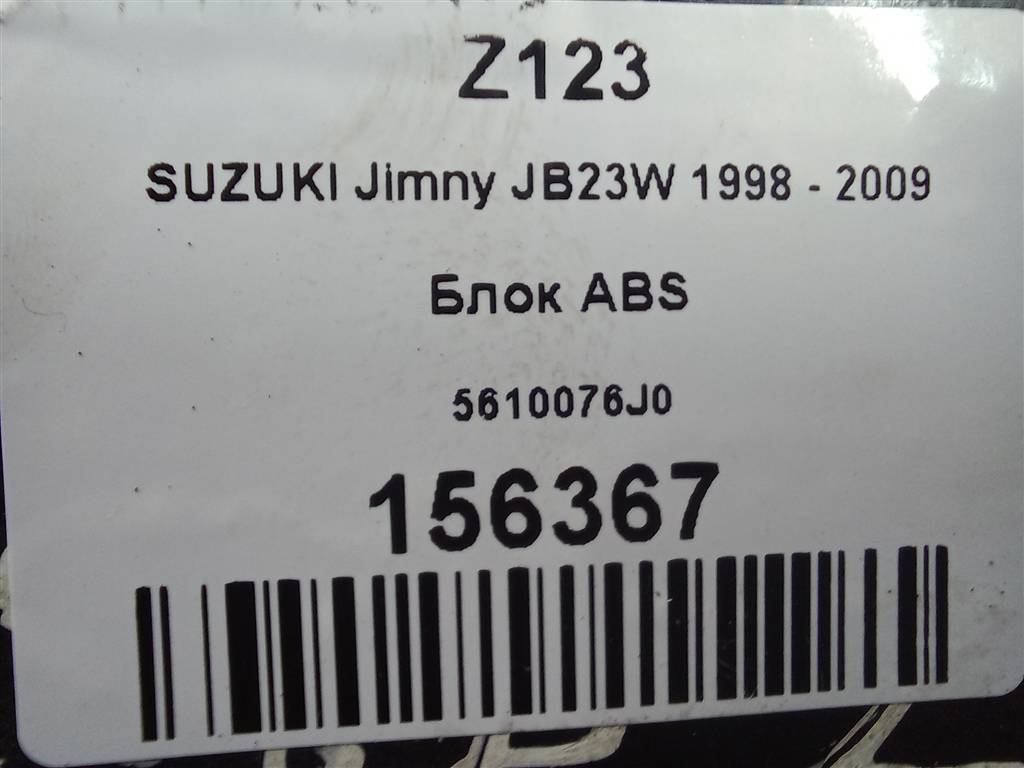 Z123
SUZUKI Jimny JB23W 1998 - 2009
Блок ABS
5610076J0
156367